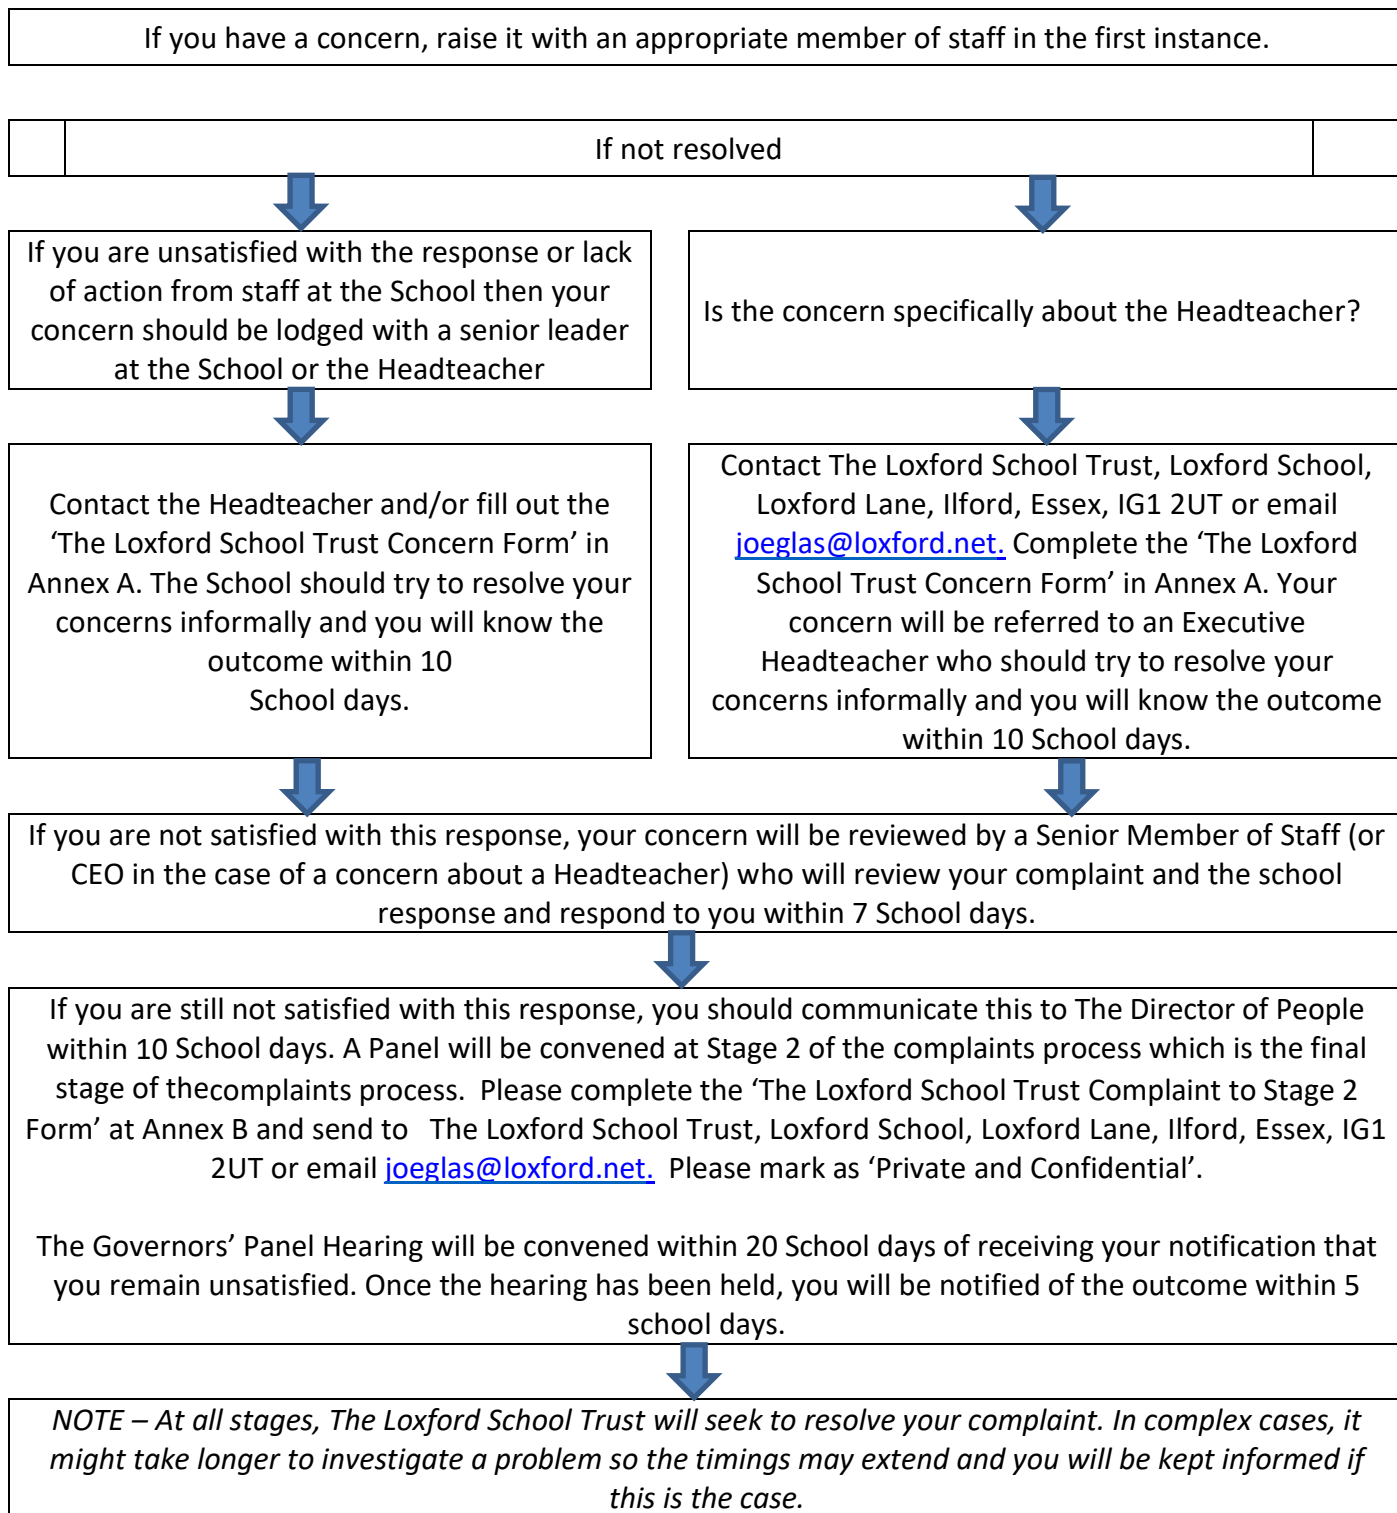 If you have a concern, raise it with an appropriate member of staff in the first instance.
If not resolved
If you are unsatisfied with the response or lack
of action from staff at the School then your
concern should be lodged with a senior leader
at the School or the Headteacher
Is the concern specifically about the Headteacher?
Contact the Headteacher and/or fill out the
‘The Loxford School Trust Concern Form’ in
Annex A. The School should try to resolve your
concerns informally and you will know the
outcome within 10
School days.
Contact The Loxford School Trust, Loxford School,
Loxford Lane, Ilford, Essex, IG1 2UT or email
joeglas@loxford.net. Complete the ‘The Loxford
School Trust Concern Form’ in Annex A. Your
concern will be referred to an Executive
Headteacher who should try to resolve your
concerns informally and you will know the outcome
within 10 School days.
If you are not satisfied with this response, your concern will be reviewed by a Senior Member of Staff (or
CEO in the case of a concern about a Headteacher) who will review your complaint and the school
response and respond to you within 7 School days.
If you are still not satisfied with this response, you should communicate this to The Director of People
within 10 School days. A Panel will be convened at Stage 2 of the complaints process which is the final
stage of thecomplaints process. Please complete the ‘The Loxford School Trust Complaint to Stage 2
Form’ at Annex B and send to The Loxford School Trust, Loxford School, Loxford Lane, Ilford, Essex, IG1
2UT or email joeglas@loxford.net. Please mark as ‘Private and Confidential’.
The Governors’ Panel Hearing will be convened within 20 School days of receiving your notification that
you remain unsatisfied. Once the hearing has been held, you will be notified of the outcome within 5
school days.
NOTE – At all stages, The Loxford School Trust will seek to resolve your complaint. In complex cases, it
might take longer to investigate a problem so the timings may extend and you will be kept informed if
this is the case.